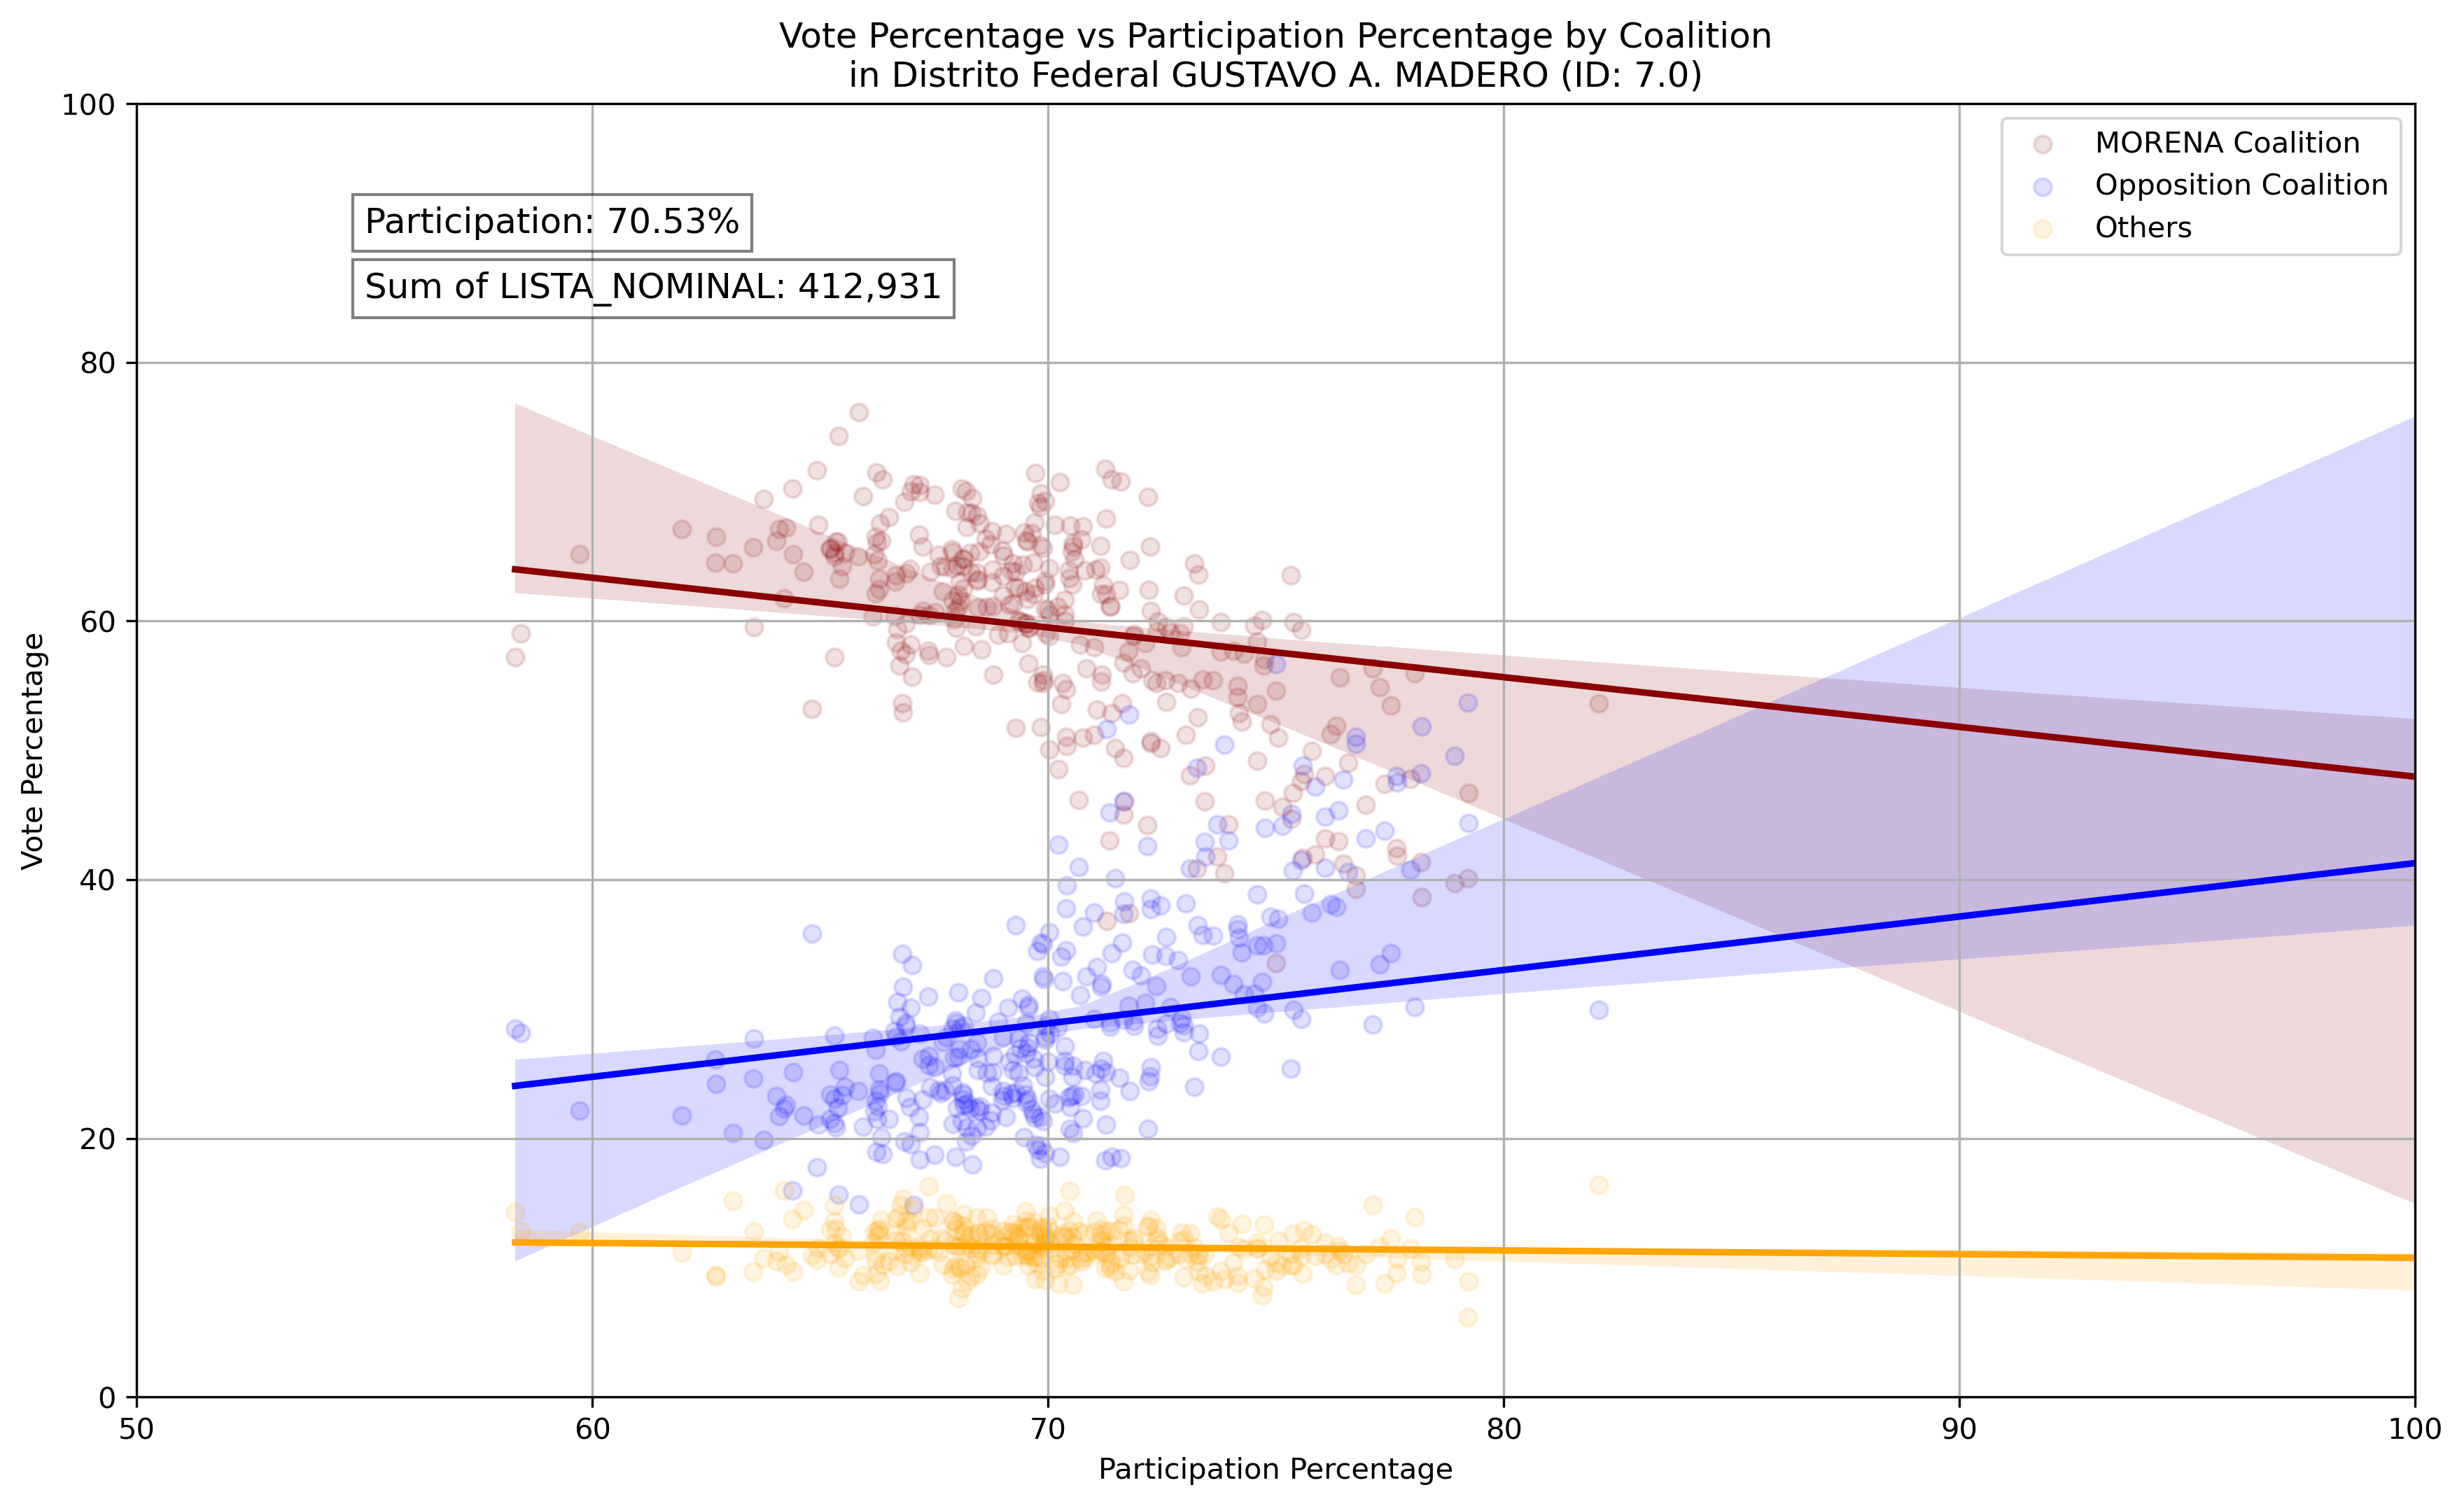 Vote Percentage vs Participation Percentage by Coalition
in Distrito Federal GUSTAVO A. MADERO (ID: 7.0)
MORENA Coalition
Opposition Coalition
Others
Participation: 70.53%
Sum of LISTA_NOMINAL: 412,931
Vote Percentage
100
80
60
40
20
0
50
60
70
80
90
100
Participation Percentage